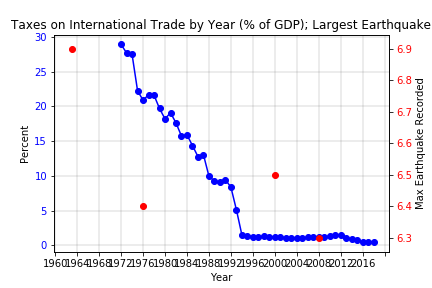 Taxes on International Trade by Year (% of GDP); Largest Earthquake
30
25
20
15
10
5
0
Percent
6.9
6.8
6.7
6.6
6.5
6.4
6.3
Max Earthquake Recorded
1960 1964 1968 1972 1976 1980 1984 1988 1992 1996 2000 2004 2008 2012 2016
Year